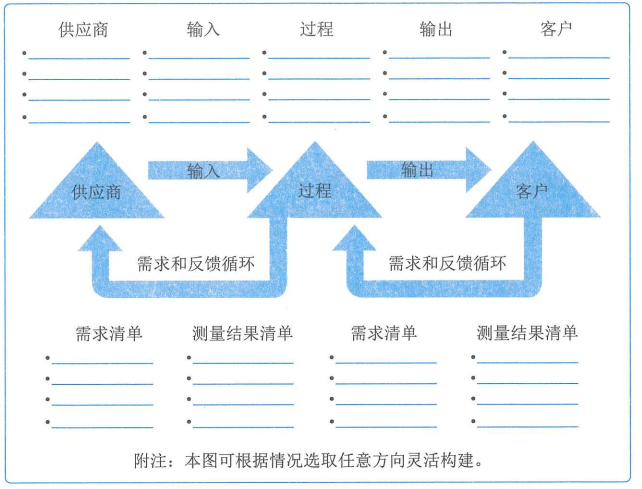 供应商 输入 过程 输出 客户
输入 输出
供应商 过程 客户
需求和反馈循环 需求和反馈循环
需求清单 测量结果清单 需求清单 测量结果清单
附注：本图可根据情况选取任意方向灵活构建。